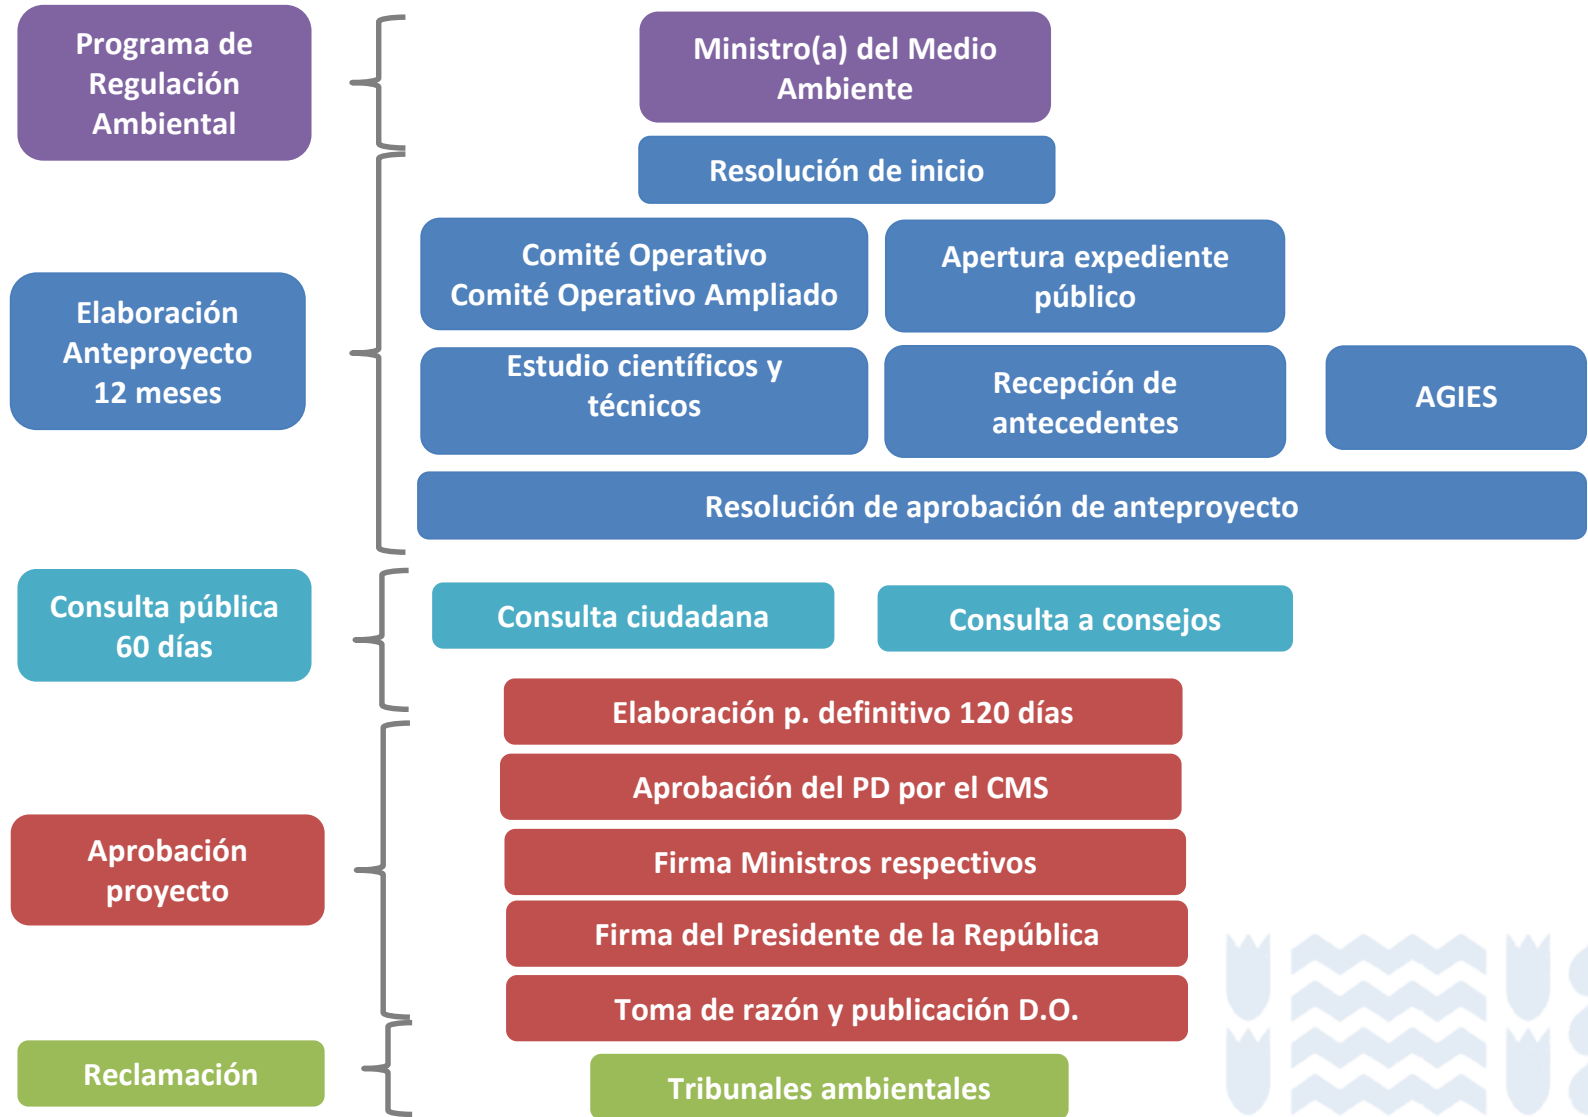 Programa de
Regulación
Ambiental
Ministro(a) del Medio
Ambiente
Resolución de inicio
Elaboración
Anteproyecto
12 meses
Comité Operativo
Comité Operativo Ampliado
Apertura expediente
público
Estudio científicos y
técnicos
Recepción de
antecedentes
AGIES
Resolución de aprobación de anteproyecto
Consulta pública
60 días
Consulta ciudadana
Consulta a consejos
Aprobación
proyecto
Elaboración p. definitivo 120 días
Aprobación del PD por el CMS
Firma Ministros respectivos
Firma del Presidente de la República
Toma de razón y publicación D.O.
Reclamación
Tribunales ambientales